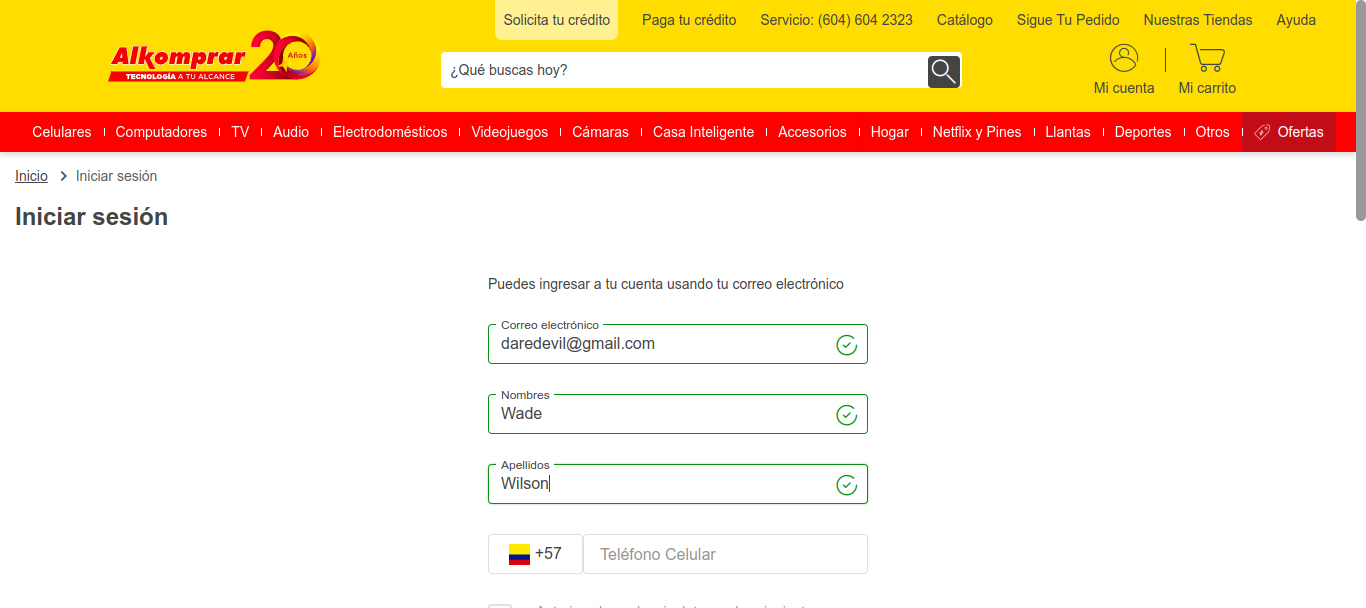 Solicita tu crédito Paga tu crédito Servicio: (604) 604 2323 Catálogo Sigue Tu Pedido Nuestras Tiendas Ayuda
Alkomprar 20 Años
TECNOLOGÍA A TU ALCANCE
¿Qué buscas hoy?
Mi cuenta Mi carrito
Celulares Computadores TV Audio Electrodomésticos Videojuegos Cámaras Casa Inteligente Accesorios Hogar Netflix y Pines Llantas Deportes Otros Ofertas
Inicio Iniciar sesión
Iniciar sesión
Puedes ingresar a tu cuenta usando tu correo electrónico
Correo electrónico
daredevil@gmail.com
Nombres
Wade
Apellidos
Wilson
+57 Teléfono Celular